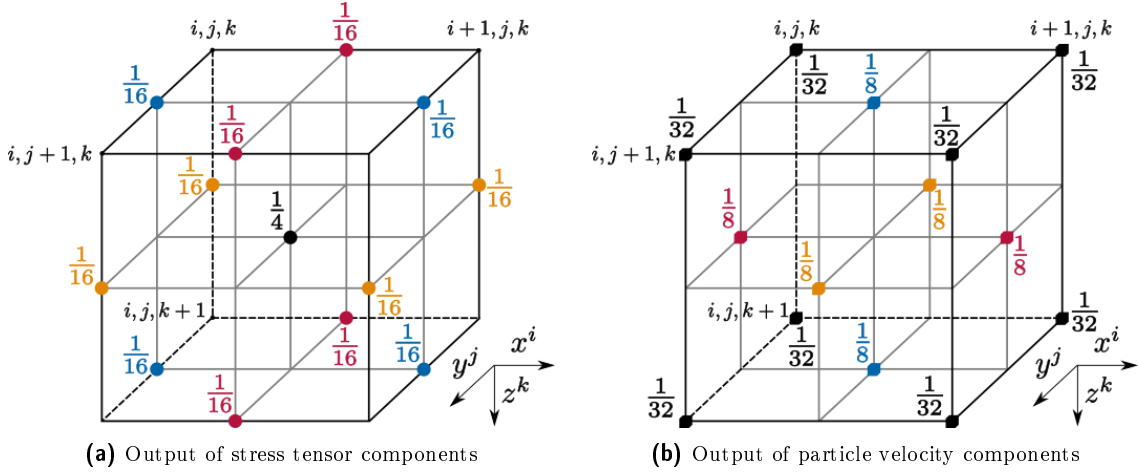 i, j, k
1/16
i + 1, j, k
1/16
1/16
1/16
i, j + 1, k
1/16
1/16
1/4
1/16
1/16
i, j, k + 1
1/16
1/16
1/16
1/16
x^i
y^j
z^k
(a) Output of stress tensor components
i, j, k
i + 1, j, k
1/32
1/8
1/32
1/32
1/32
i, j + 1, k
1/8
1/8
1/8
1/8
i, j, k + 1
1/32
1/8
1/32
1/32
1/32
x^i
y^j
z^k
(b) Output of particle velocity components